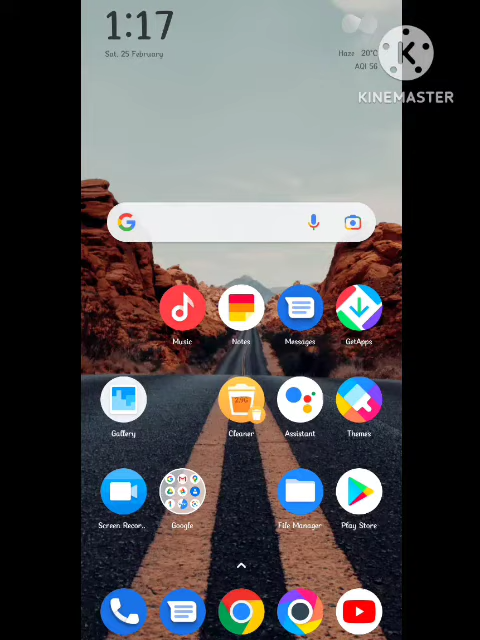 1:17
Sat. 25 February
Haze 20°C
AQI 56
KINEMASTER
Music
Notes
Messages
GetApps
Gallery
Cleaner
Assistant
Themes
Screen Recor..
Google
File Manager
Play Store